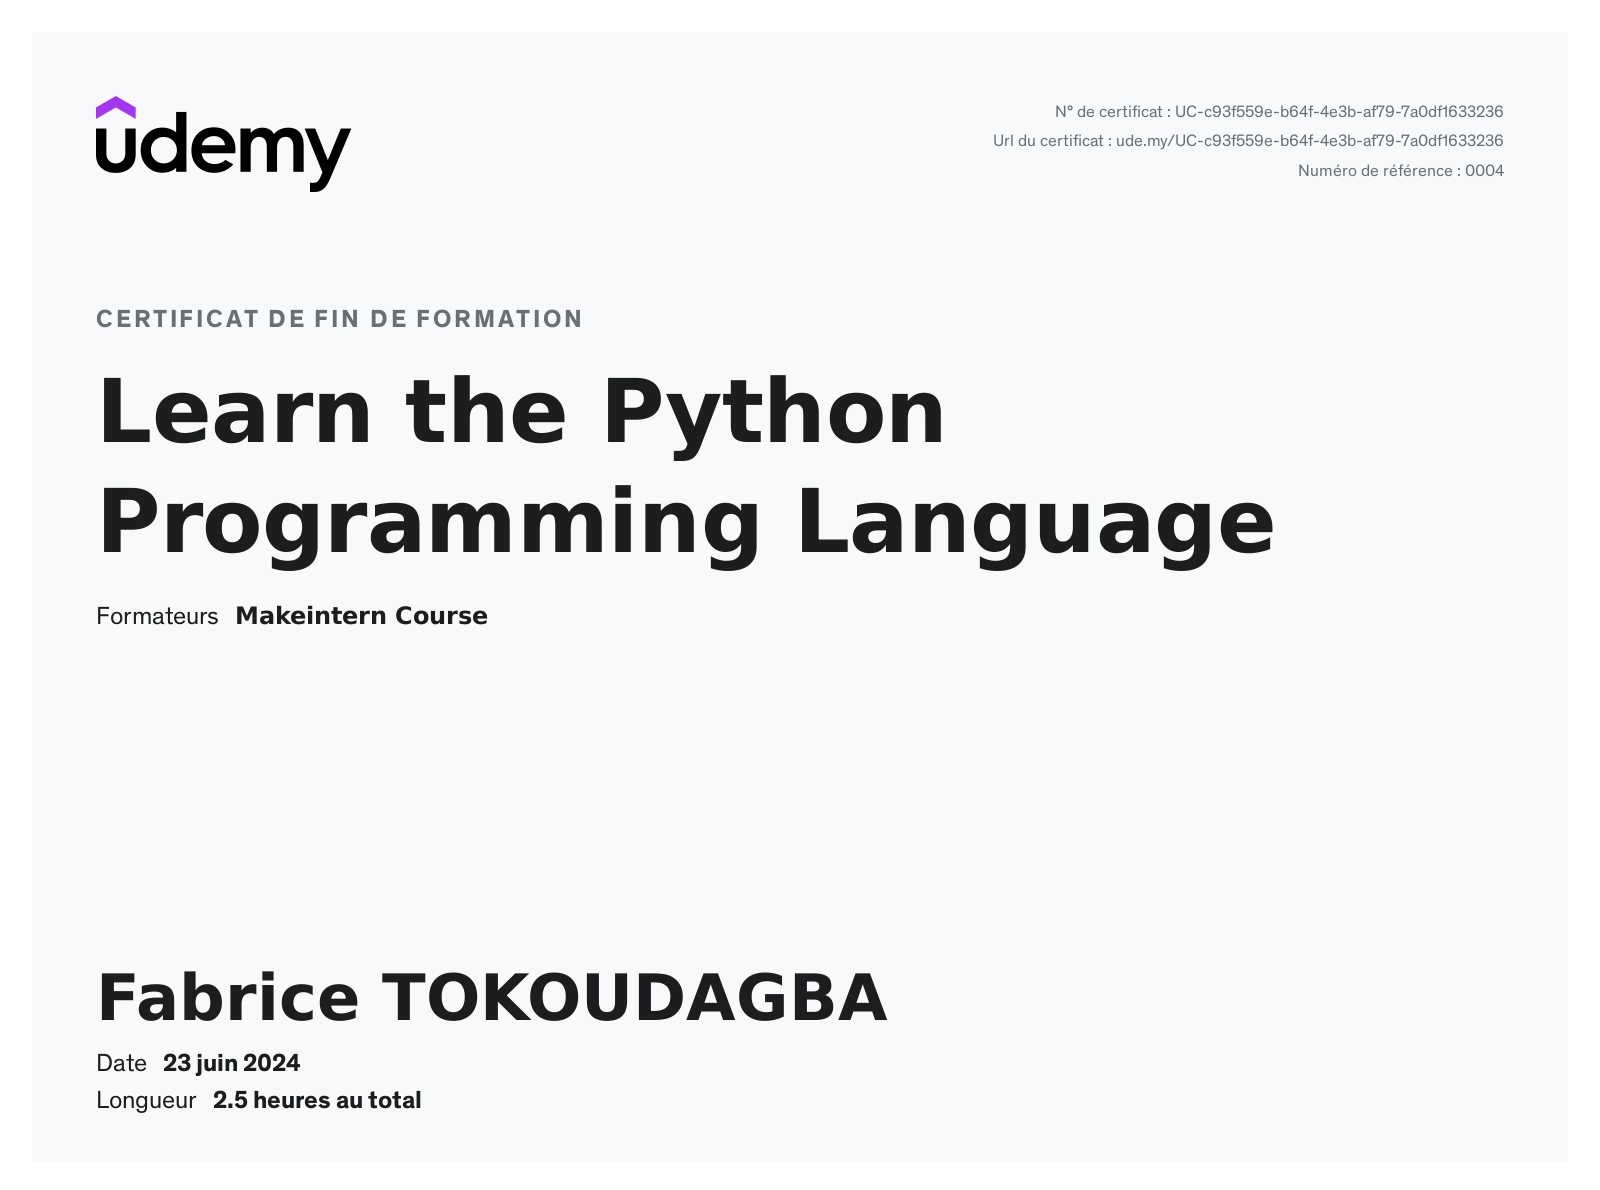 udemy
N° de certificat : UC-c93f559e-b64f-4e3b-af79-7a0df1633236
Url du certificat : ude.my/UC-c93f559e-b64f-4e3b-af79-7a0df1633236
Numéro de référence : 0004
CERTIFICAT DE FIN DE FORMATION
Learn the Python
Programming Language
Formateurs Makeintern Course
Fabrice TOKOUDAGBA
Date 23 juin 2024
Longueur 2.5 heures au total